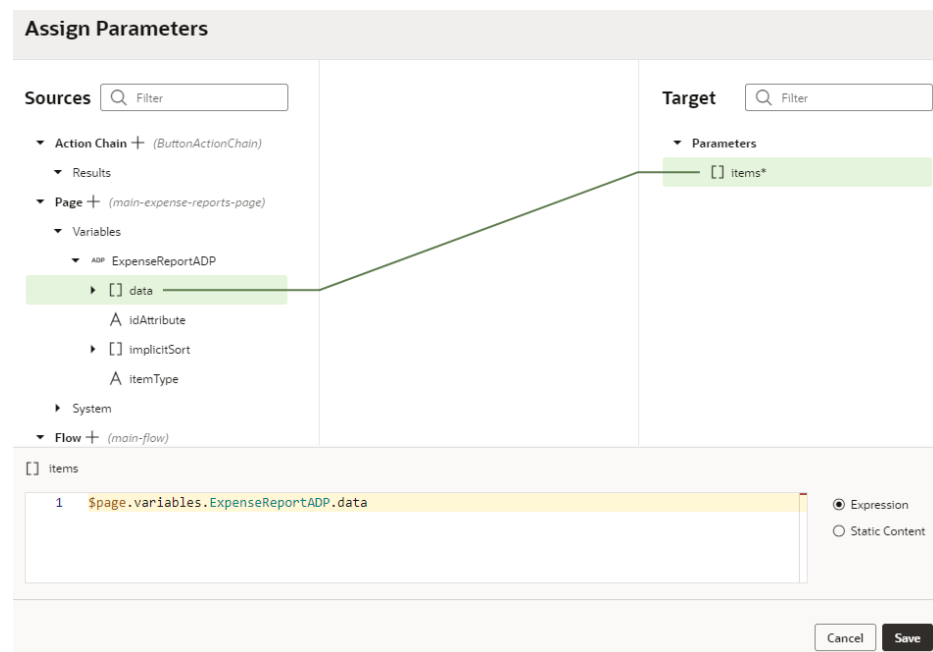 Assign Parameters
Sources
Filter
Action Chain + (ButtonActionChain)
Results
Page + (main-expense-reports-page)
Variables
ADP ExpenseReportADP
[ ] data
A idAttribute
[ ] implicitSort
A itemType
System
Flow + (main-flow)
Target
Filter
Parameters
[ ] items*
[ ] items
1 $page.variables.ExpenseReportADP.data
Expression
Static Content
Cancel
Save